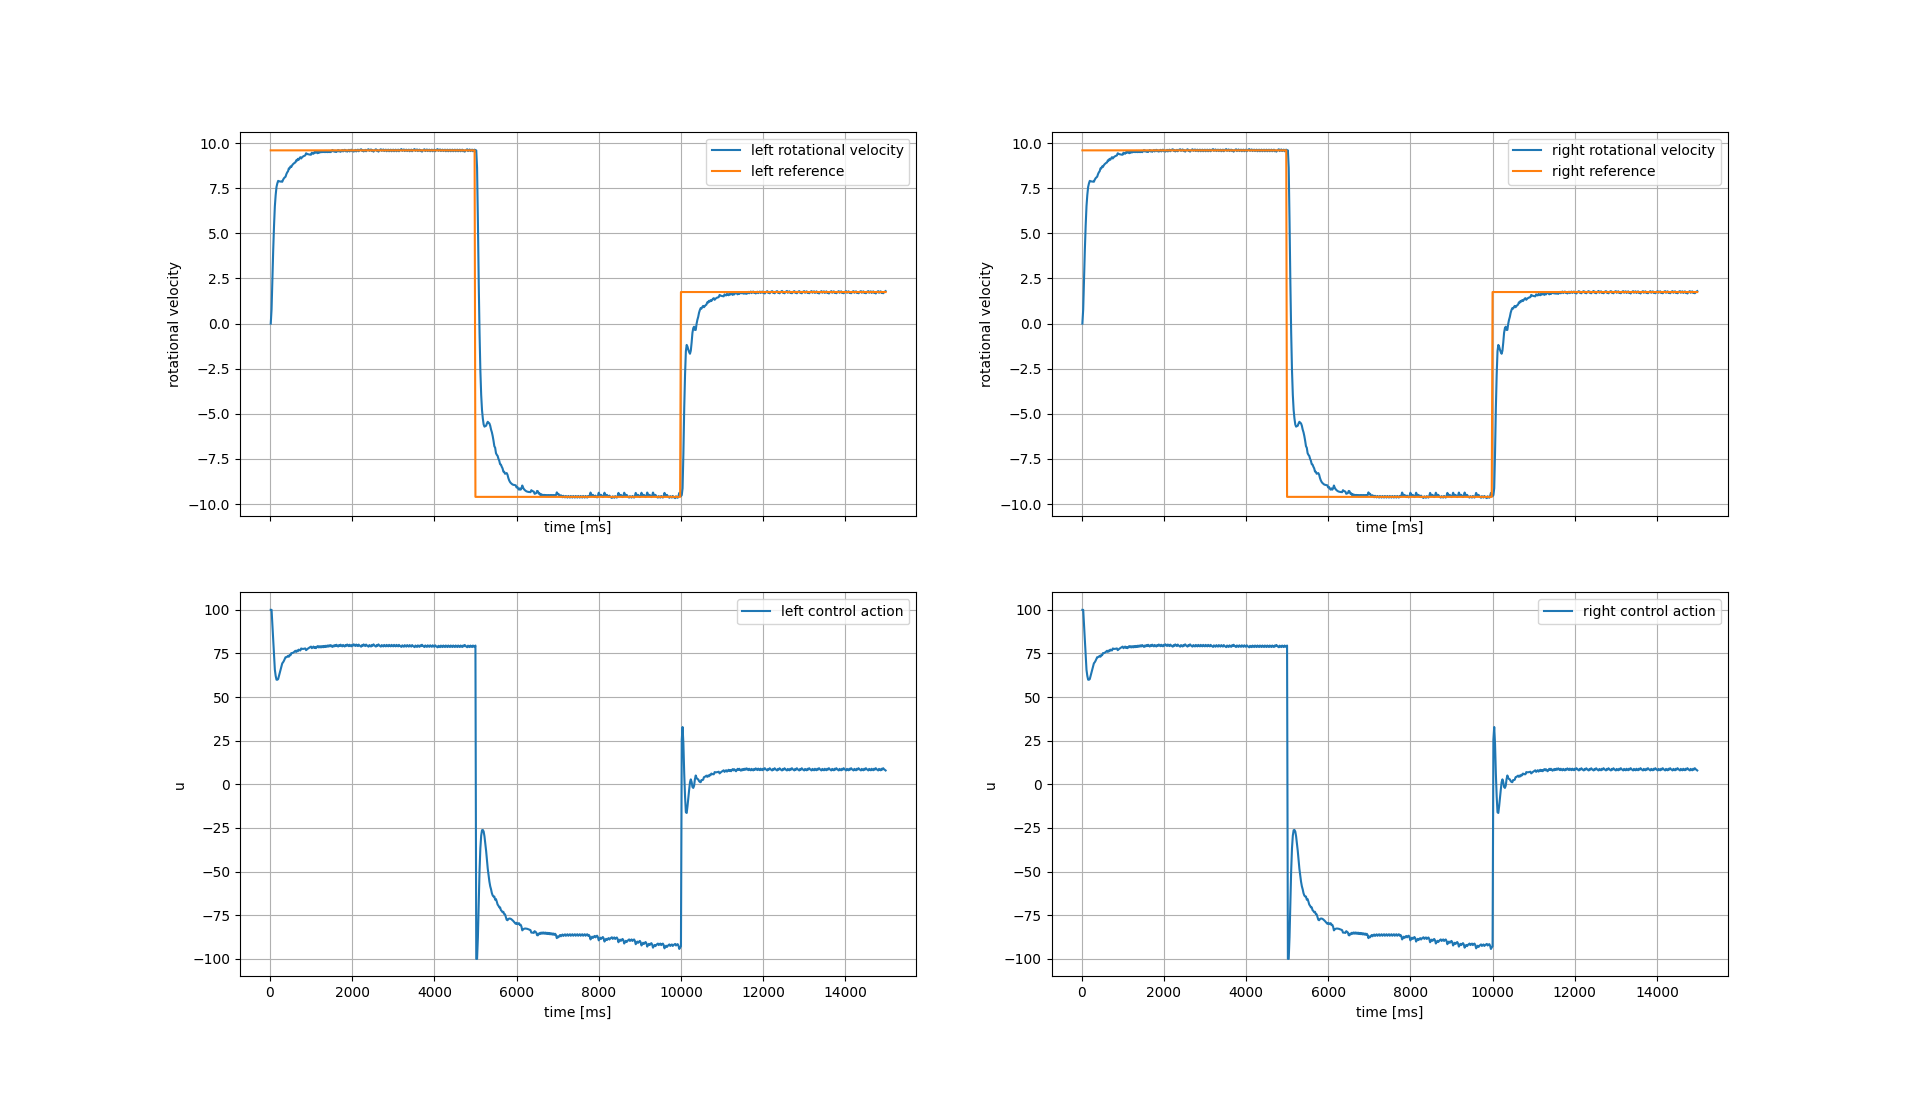 10.0
7.5
5.0
2.5
0.0
−2.5
−5.0
−7.5
−10.0
rotational velocity
left rotational velocity
left reference
time [ms]
10.0
7.5
5.0
2.5
0.0
−2.5
−5.0
−7.5
−10.0
rotational velocity
right rotational velocity
right reference
time [ms]
100
75
50
25
0
−25
−50
−75
−100
u
left control action
0 2000 4000 6000 8000 10000 12000 14000
time [ms]
100
75
50
25
0
−25
−50
−75
−100
u
right control action
0 2000 4000 6000 8000 10000 12000 14000
time [ms]